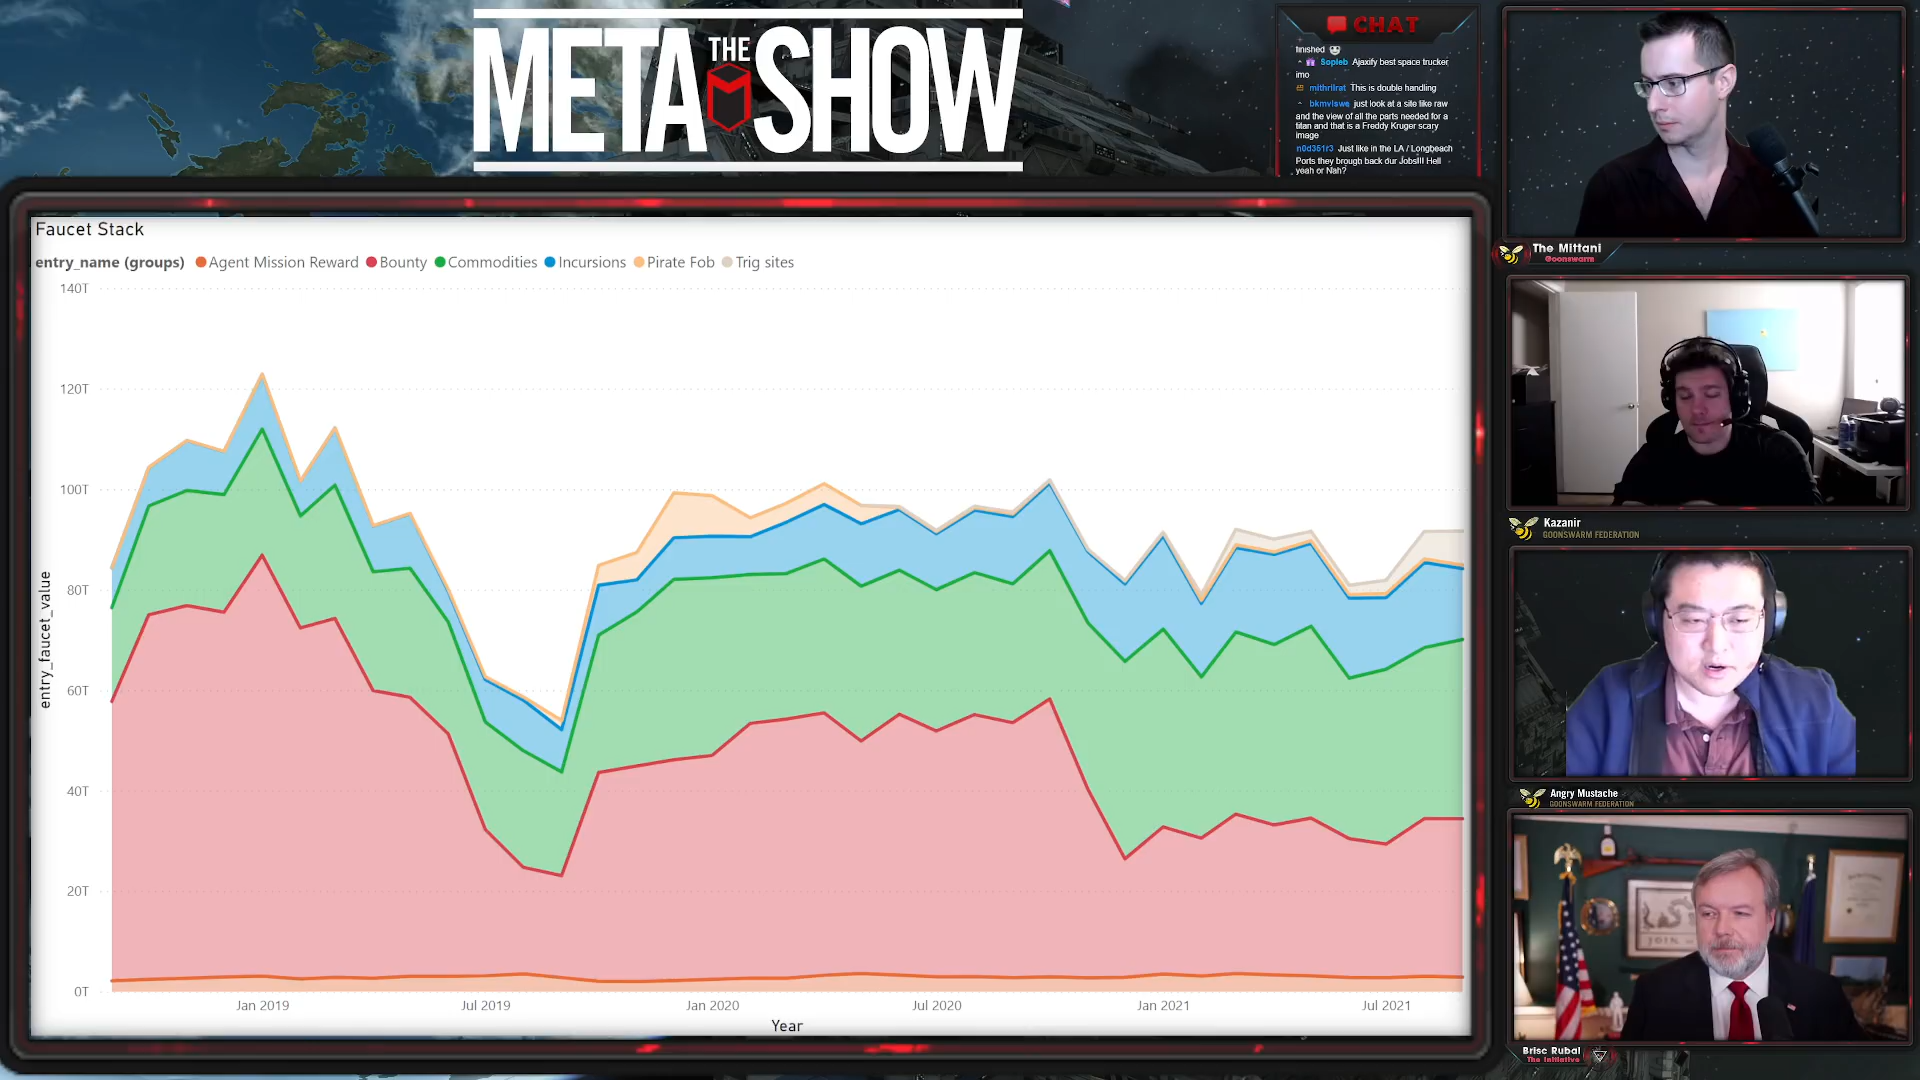 META THE SHOW
CHAT
finished
Sopleb Ajaxify best space trucker
imo
mithrilrat This is double handling
bkmvlsws just look at a site like raw
and the view of all the parts needed for a
titan and that is a Freddy Kruger scary
image
n0d351r3 Just like in the LA / Longbeach
Ports they brough back our Jobs!!! Hell
yeah or Nah?
The Mittani
Goonswarm
Faucet Stack
entry_name (groups) Agent Mission Reward Bounty Commodities Incursions Pirate Fob Trig sites
140T
120T
100T
80T
60T
40T
20T
0T
entry_faucet_value
Jan 2019 Jul 2019 Jan 2020 Jul 2020 Jan 2021 Jul 2021
Year
Kazanir
GOONSWARM FEDERATION
Angry Mustache
GOONSWARM FEDERATION
JOIN
Brisc Rubal
The Initiative